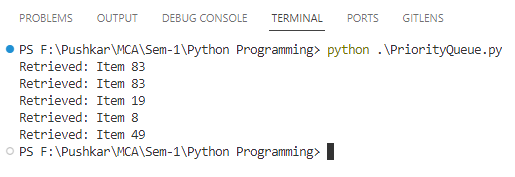 PROBLEMS OUTPUT DEBUG CONSOLE TERMINAL PORTS GITLENS
PS F:\Pushkar\MCA\Sem-1\Python Programming> python .\PriorityQueue.py
Retrieved: Item 83
Retrieved: Item 83
Retrieved: Item 19
Retrieved: Item 8
Retrieved: Item 49
PS F:\Pushkar\MCA\Sem-1\Python Programming>